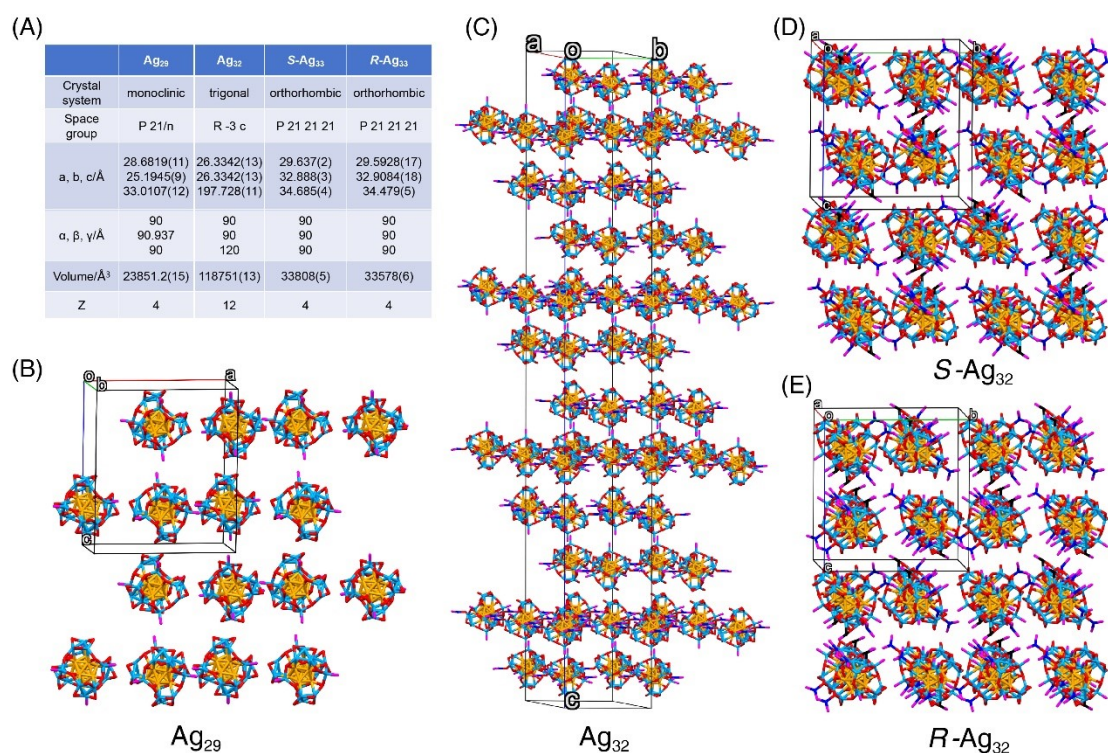 (A)
Ag29 Ag32 S-Ag33 R-Ag33
Crystal system monoclinic trigonal orthorhombic orthorhombic
Space group P 21/n R -3 c P 21 21 21 P 21 21 21
a, b, c/Å
28.6819(11) 26.3342(13) 29.637(2) 29.5928(17)
25.1945(9) 26.3342(13) 32.888(3) 32.9084(18)
33.0107(12) 197.728(11) 34.685(4) 34.479(5)
α, β, γ/Å
90 90 90 90
90.937 90 90 90
90 120 90 90
Volume/Å3 23851.2(15) 118751(13) 33808(5) 33578(6)
Z 4 12 4 4
(B)
o b a
c
Ag29
(C)
a o b
c
Ag32
(D)
a
o b
c
S-Ag32
(E)
a
o b
c
R-Ag32